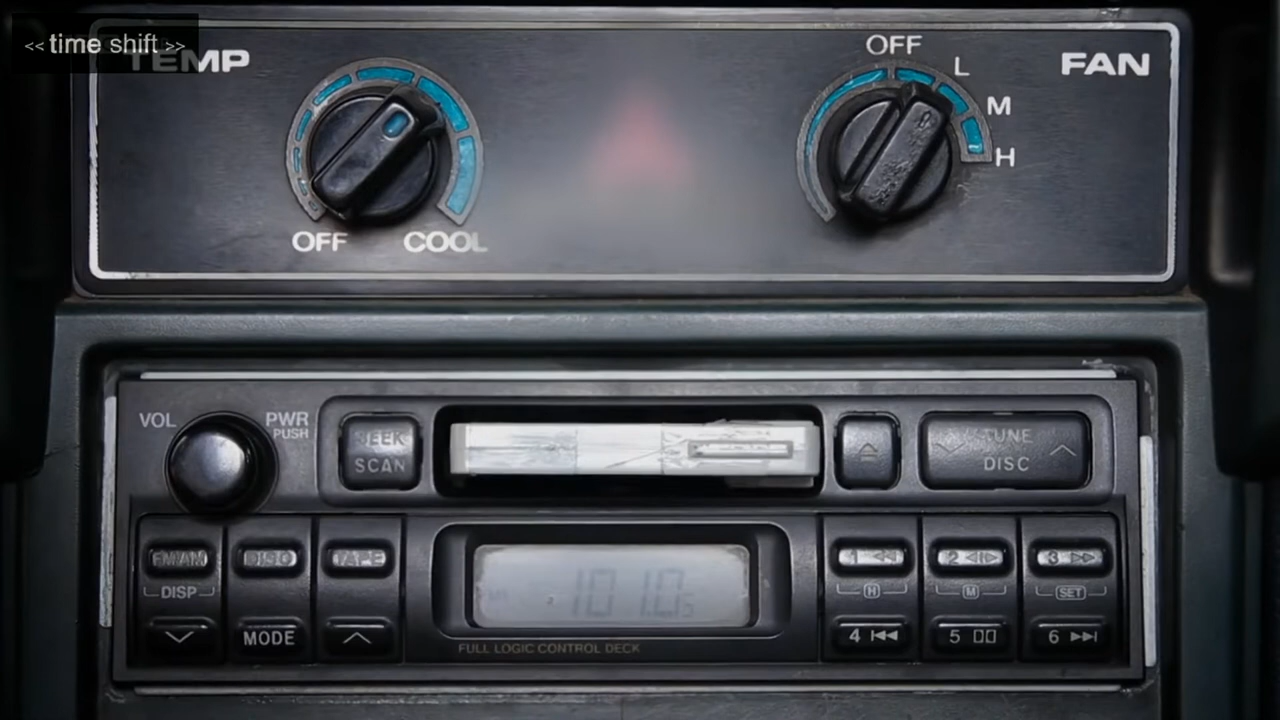 << time shift >>
TEMP
OFF
COOL
OFF
L
M
H
FAN
VOL
PWR
PUSH
SEEK
SCAN
TUNE
DISC
FM/AM
DISC
TAPE
DISP
MODE
101.0
FULL LOGIC CONTROL DECK
1
2
3
H
M
SET
4
5
6